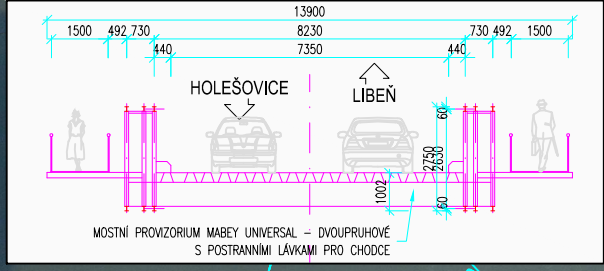 13900
1500 492 730 8230 730 492 1500
440 7350 440
HOLEŠOVICE
LIBEŇ
60
2750
2630
1002
60
MOSTNÍ PROVIZORIUM MABEY UNIVERSAL – DVOUPRUHOVÉ
S POSTRANNÍMI LÁVKAMI PRO CHODCE